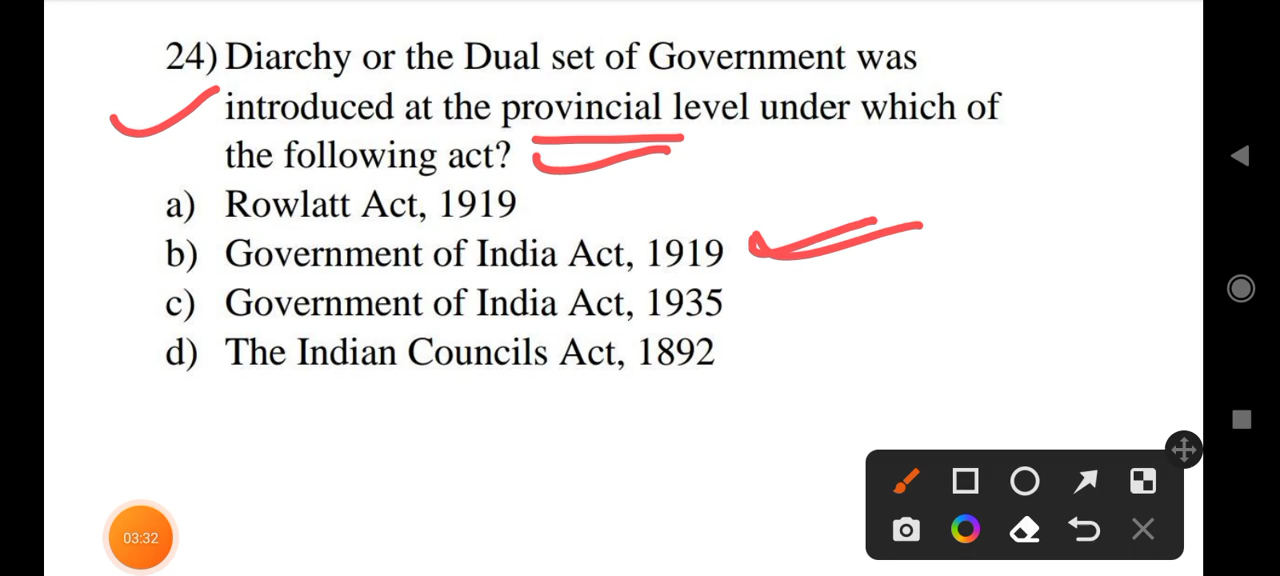 24) Diarchy or the Dual set of Government was
introduced at the provincial level under which of
the following act?
a) Rowlatt Act, 1919
b) Government of India Act, 1919
c) Government of India Act, 1935
d) The Indian Councils Act, 1892
03:32